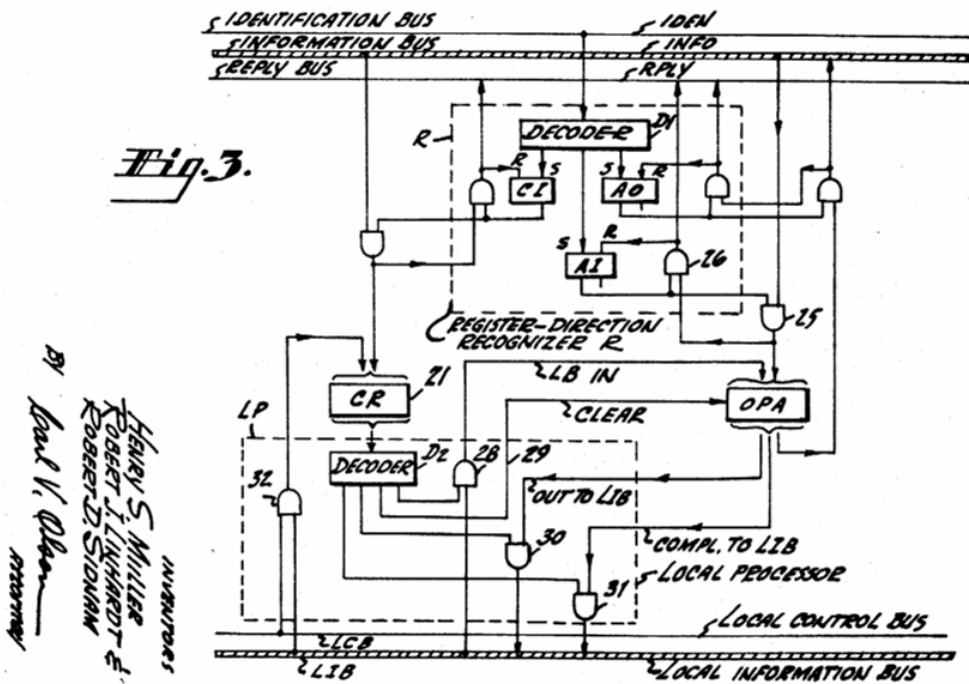 IDENTIFICATION BUS
IDEN
INFORMATION BUS
INFO
REPLY BUS
RPLY
Fig. 3.
R
DECODER
D1
R
S
S
R
CI
AO
S
R
AI
26
25
REGISTER-DIRECTION
RECOGNIZER R
LB IN
CR
21
CLEAR
OPA
LP
DECODER
D2
28
29
32
OUT TO LIB
30
COMPL. TO LIB
31
LOCAL PROCESSOR
LOCAL CONTROL BUS
LCB
LIB
LOCAL INFORMATION BUS
INVENTORS
HENRY S. MILLER
ROBERT J. LINHARDT &
ROBERT D. SIDNAM
BY Carl V. Olson
ATTORNEY